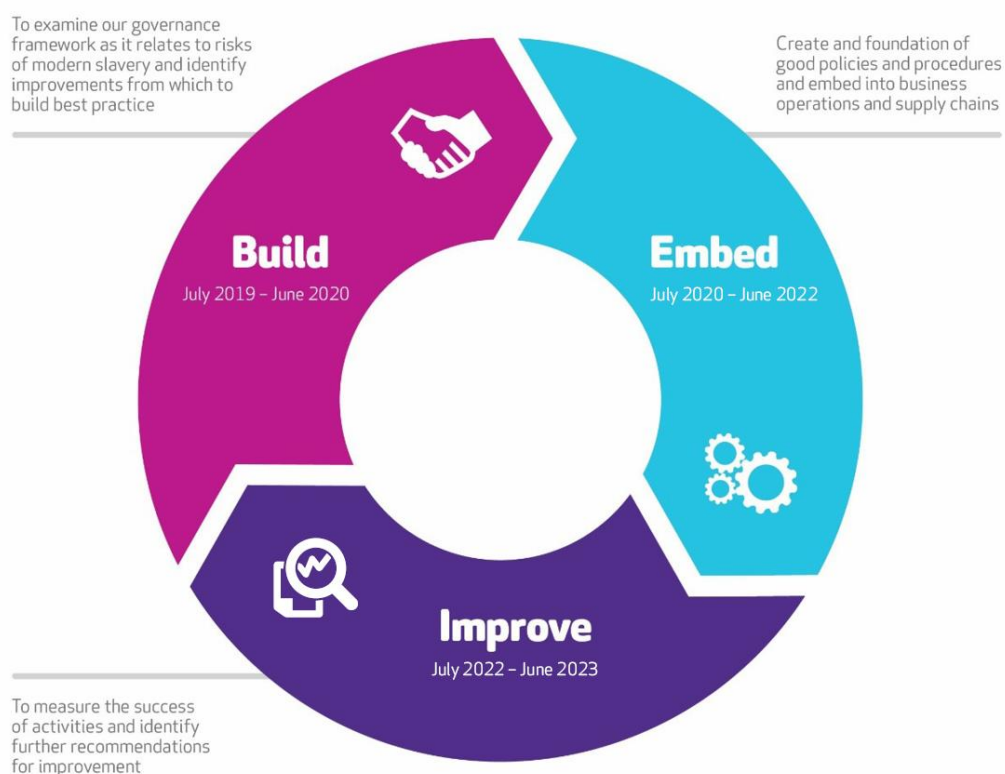 To examine our governance
framework as it relates to risks
of modern slavery and identify
improvements from which to
build best practice
Create and foundation of
good policies and procedures
and embed into business
operations and supply chains
Build
July 2019 – June 2020
Embed
July 2020 – June 2022
Improve
July 2022 – June 2023
To measure the success
of activities and identify
further recommendations
for improvement